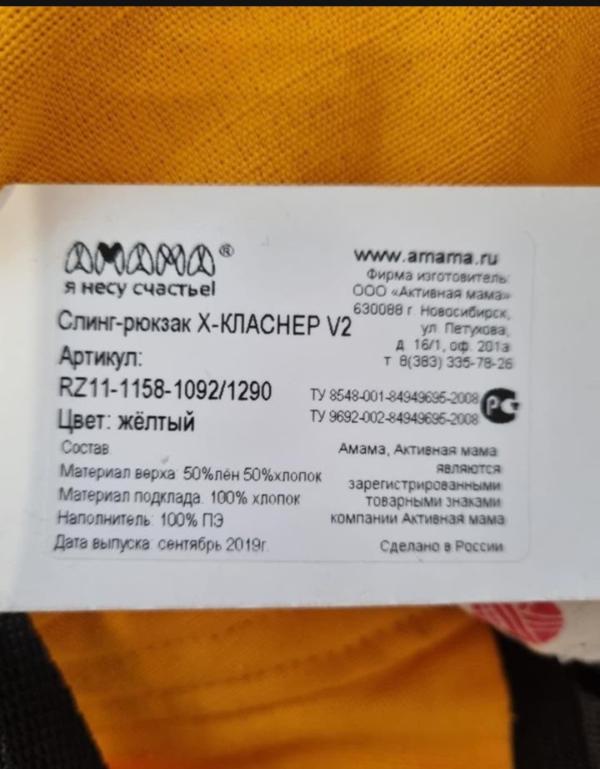 АМАМА®
я несу счастье!
Слинг-рюкзак Х-КЛАСНЕР V2
Артикул:
RZ11-1158-1092/1290
Цвет: жёлтый
Состав
Материал верха: 50%лён 50%хлопок
Материал подклада: 100% хлопок
Наполнитель: 100% ПЭ
Дата выпуска: сентябрь 2019г.
www.amama.ru
Фирма изготовитель:
ООО «Активная мама»
630088 г. Новосибирск,
ул. Петухова,
д. 16/1, оф. 201а
т 8(383) 335-78-26
ТУ 8548-001-84949695-2008
ТУ 9692-002-84949695-2008
Амама, Активная мама
являются
зарегистрированными
товарными знаками
компании Активная мама
Сделано в России